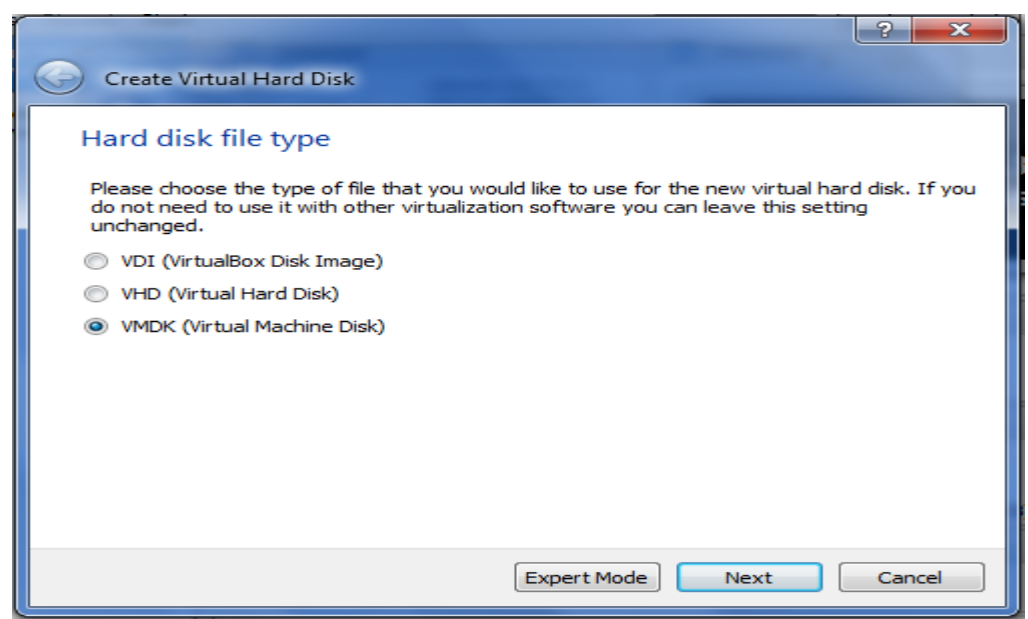 ?
Create Virtual Hard Disk
Hard disk file type
Please choose the type of file that you would like to use for the new virtual hard disk. If you
do not need to use it with other virtualization software you can leave this setting
unchanged.
VDI (VirtualBox Disk Image)
VHD (Virtual Hard Disk)
VMDK (Virtual Machine Disk)
Expert Mode Next Cancel